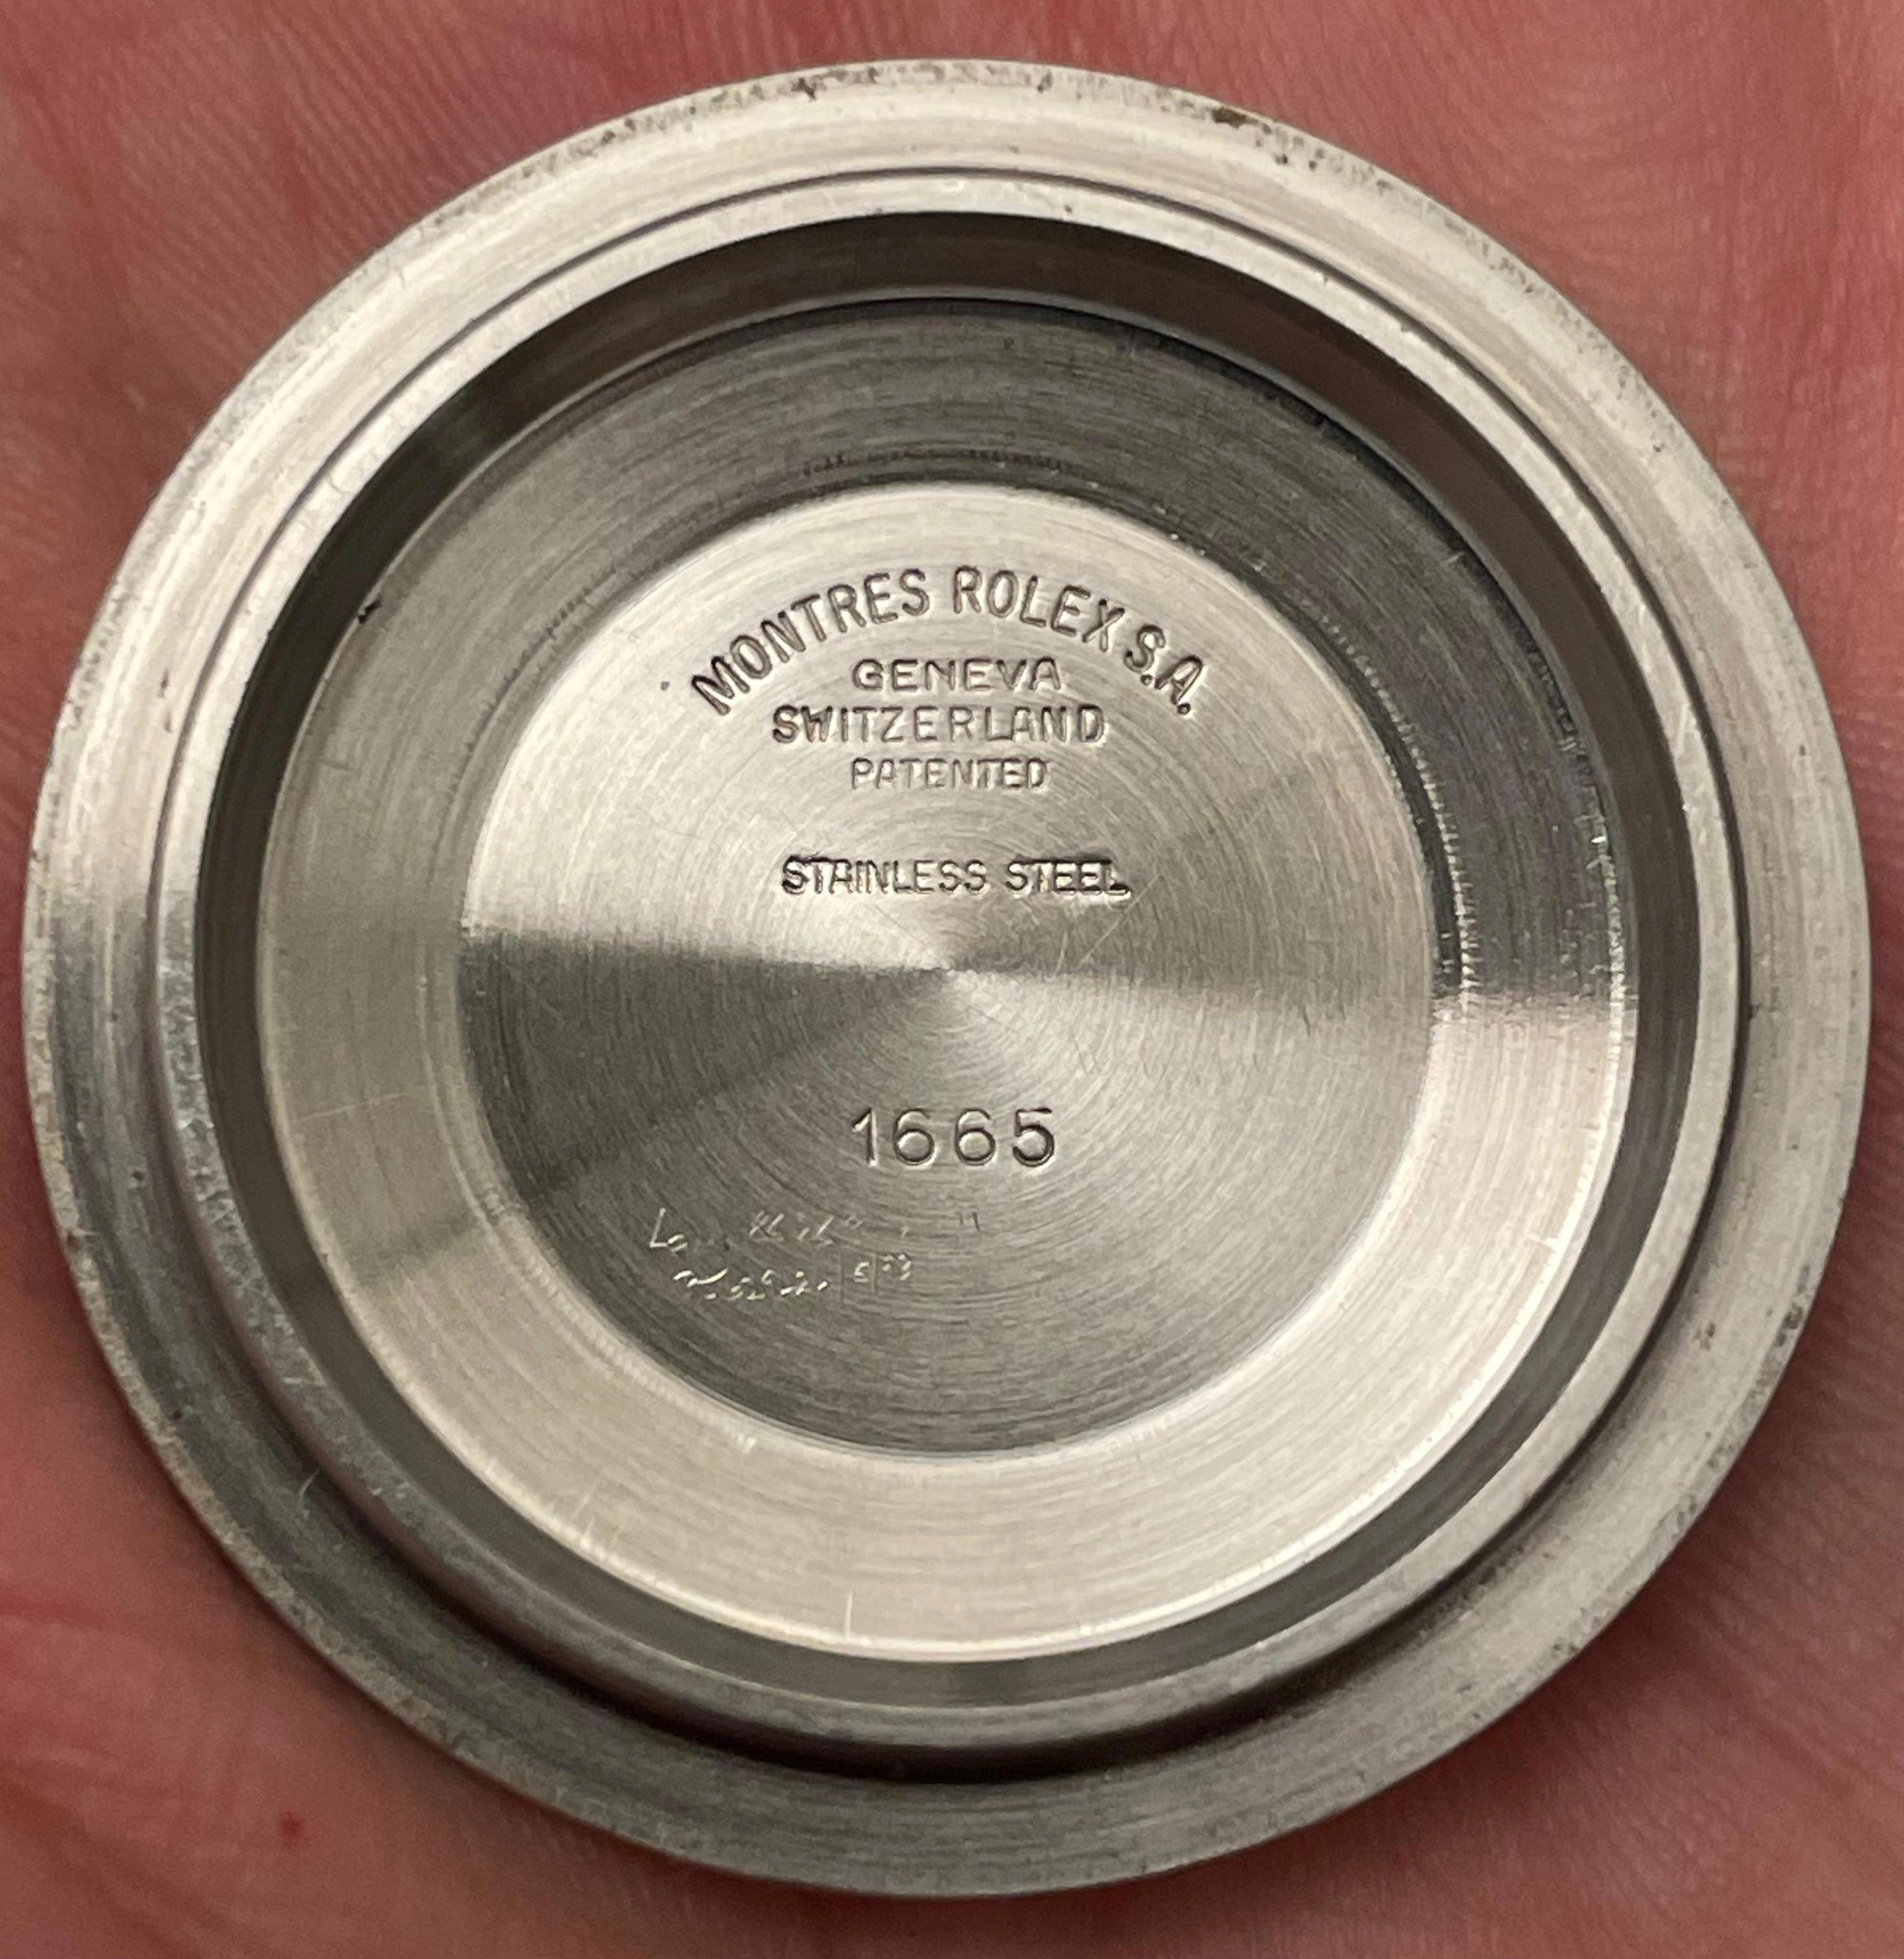 MONTRES ROLEX S.A.
GENEVA
SWITZERLAND
PATENTED
STAINLESS STEEL
1665